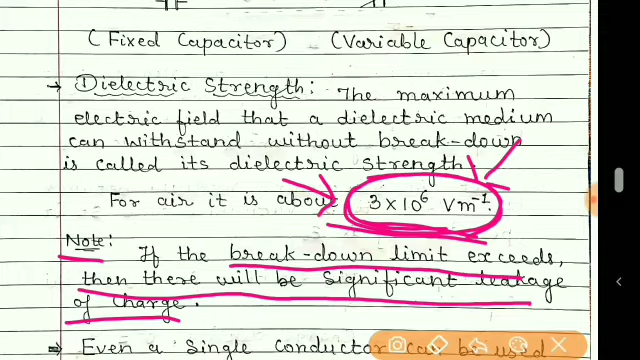 (Fixed Capacitor) (Variable Capacitor)
→ Dielectric Strength: The maximum
electric field that a dielectric medium
can withstand without break-down
is called its dielectric strength.
For air it is about 3×10⁶ Vm⁻¹.
Note: If the break-down limit exceeds,
then there will be significant leakage
of charge.
⇒ Even a single conductor can be used